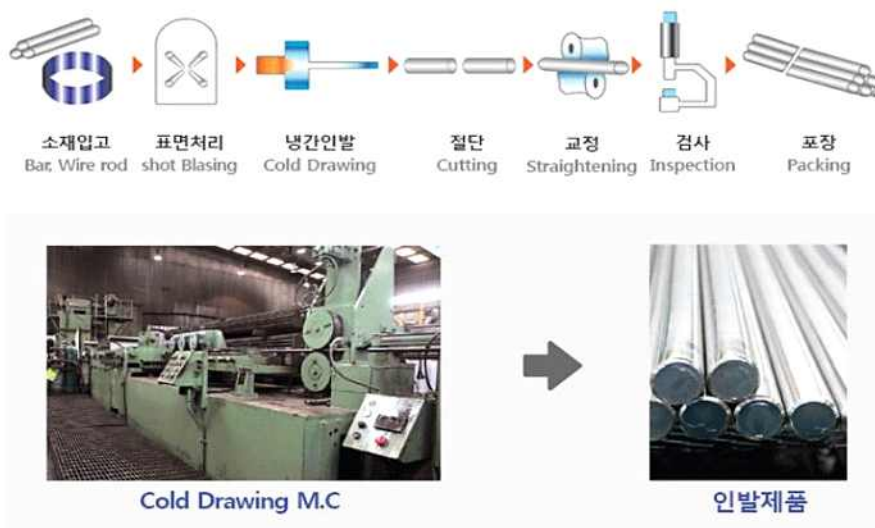 소재입고
Bar, Wire rod
표면처리
shot Blasing
냉간인발
Cold Drawing
절단
Cutting
교정
Straightening
검사
Inspection
포장
Packing
Cold Drawing M.C
인발제품